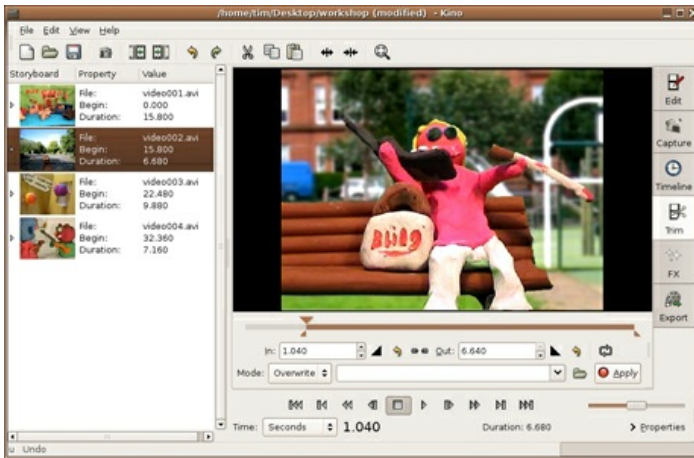 /home/tim/Desktop/workshop (modified) - Kino
File Edit View Help
Storyboard Property Value
File: video001.avi
Begin: 0.000
Duration: 15.800
File: video002.avi
Begin: 15.800
Duration: 6.680
File: video003.avi
Begin: 22.480
Duration: 9.880
File: video004.avi
Begin: 32.360
Duration: 7.160
Bling
Edit
Capture
Timeline
Trim
FX
Export
In: 1.040 Out: 6.640
Mode: Overwrite Apply
Time: Seconds 1.040 Duration: 6.680 Properties
u Undo